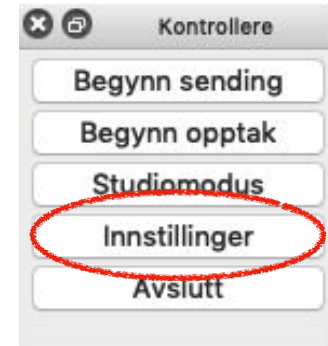 Kontrollere
Begynn sending
Begynn opptak
Studiomodus
Innstillinger
Avslutt